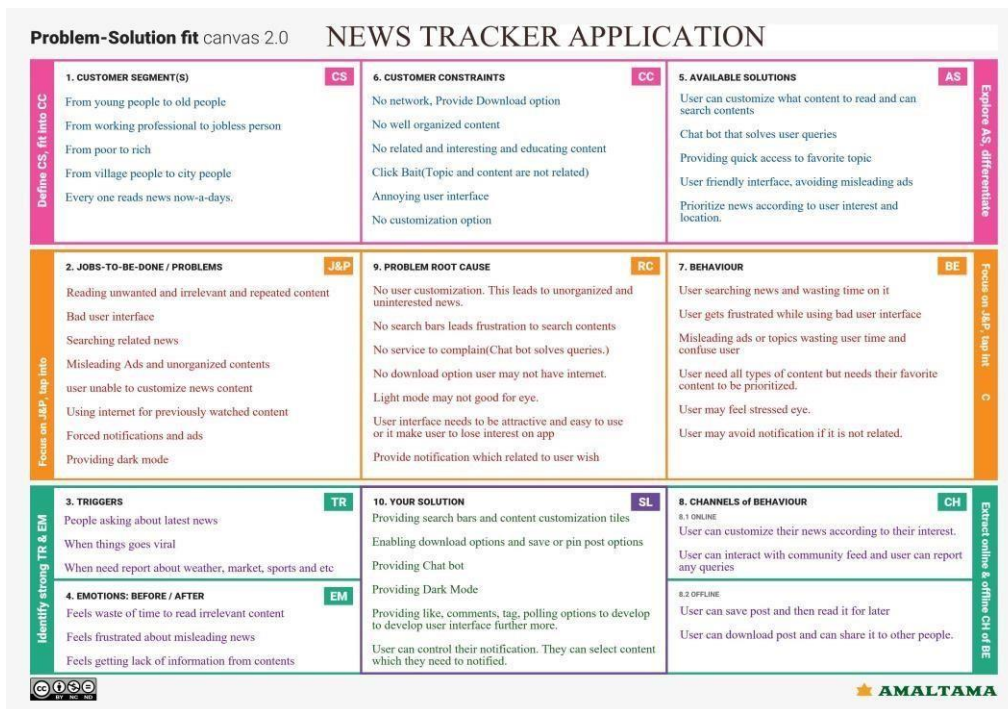 Problem-Solution fit canvas 2.0
NEWS TRACKER APPLICATION
Define CS, fit into CC
1. CUSTOMER SEGMENT(S)
CS
From young people to old people
From working professional to jobless person
From poor to rich
From village people to city people
Every one reads news now-a-days.
6. CUSTOMER CONSTRAINTS
CC
No network, Provide Download option
No well organized content
No related and interesting and educating content
Click Bait(Topic and content are not related)
Annoying user interface
No customization option
5. AVAILABLE SOLUTIONS
AS
User can customize what content to read and can
search contents
Chat bot that solves user queries
Providing quick access to favorite topic
User friendly interface, avoiding misleading ads
Prioritize news according to user interest and
location.
Explore AS, differentiate
Focus on J&P, tap into
2. JOBS-TO-BE-DONE / PROBLEMS
J&P
Reading unwanted and irrelevant and repeated content
Bad user interface
Searching related news
Misleading Ads and unorganized contents
user unable to customize news content
Using internet for previously watched content
Forced notifications and ads
Providing dark mode
9. PROBLEM ROOT CAUSE
RC
No user customization. This leads to unorganized and
uninterested news.
No search bars leads frustration to search contents
No service to complain(Chat bot solves queries.)
No download option user may not have internet.
Light mode may not good for eye.
User interface needs to be attractive and easy to use
or it make user to lose interest on app
Provide notification which related to user wish
7. BEHAVIOUR
BE
User searching news and wasting time on it
User gets frustrated while using bad user interface
Misleading ads or topics wasting user time and
confuse user
User need all types of content but needs their favorite
content to be prioritized.
User may feel stressed eye.
User may avoid notification if it is not related.
Focus on J&P, tap int C
Identify strong TR & EM
3. TRIGGERS
TR
People asking about latest news
When things goes viral
When need report about weather, market, sports and etc
4. EMOTIONS: BEFORE / AFTER
EM
Feels waste of time to read irrelevant content
Feels frustrated about misleading news
Feels getting lack of information from contents
10. YOUR SOLUTION
SL
Providing search bars and content customization tiles
Enabling download options and save or pin post options
Providing Chat bot
Providing Dark Mode
Providing like, comments, tag, polling options to develop
to develop user interface further more.
User can control their notification. They can select content
which they need to notified.
8. CHANNELS of BEHAVIOUR
CH
8.1 ONLINE
User can customize their news according to their interest.
User can interact with community feed and user can report
any queries
8.2 OFFLINE
User can save post and then read it for later
User can download post and can share it to other people.
Extract online & offline CH of BE
cc
BY NC ND
AMALTAMA